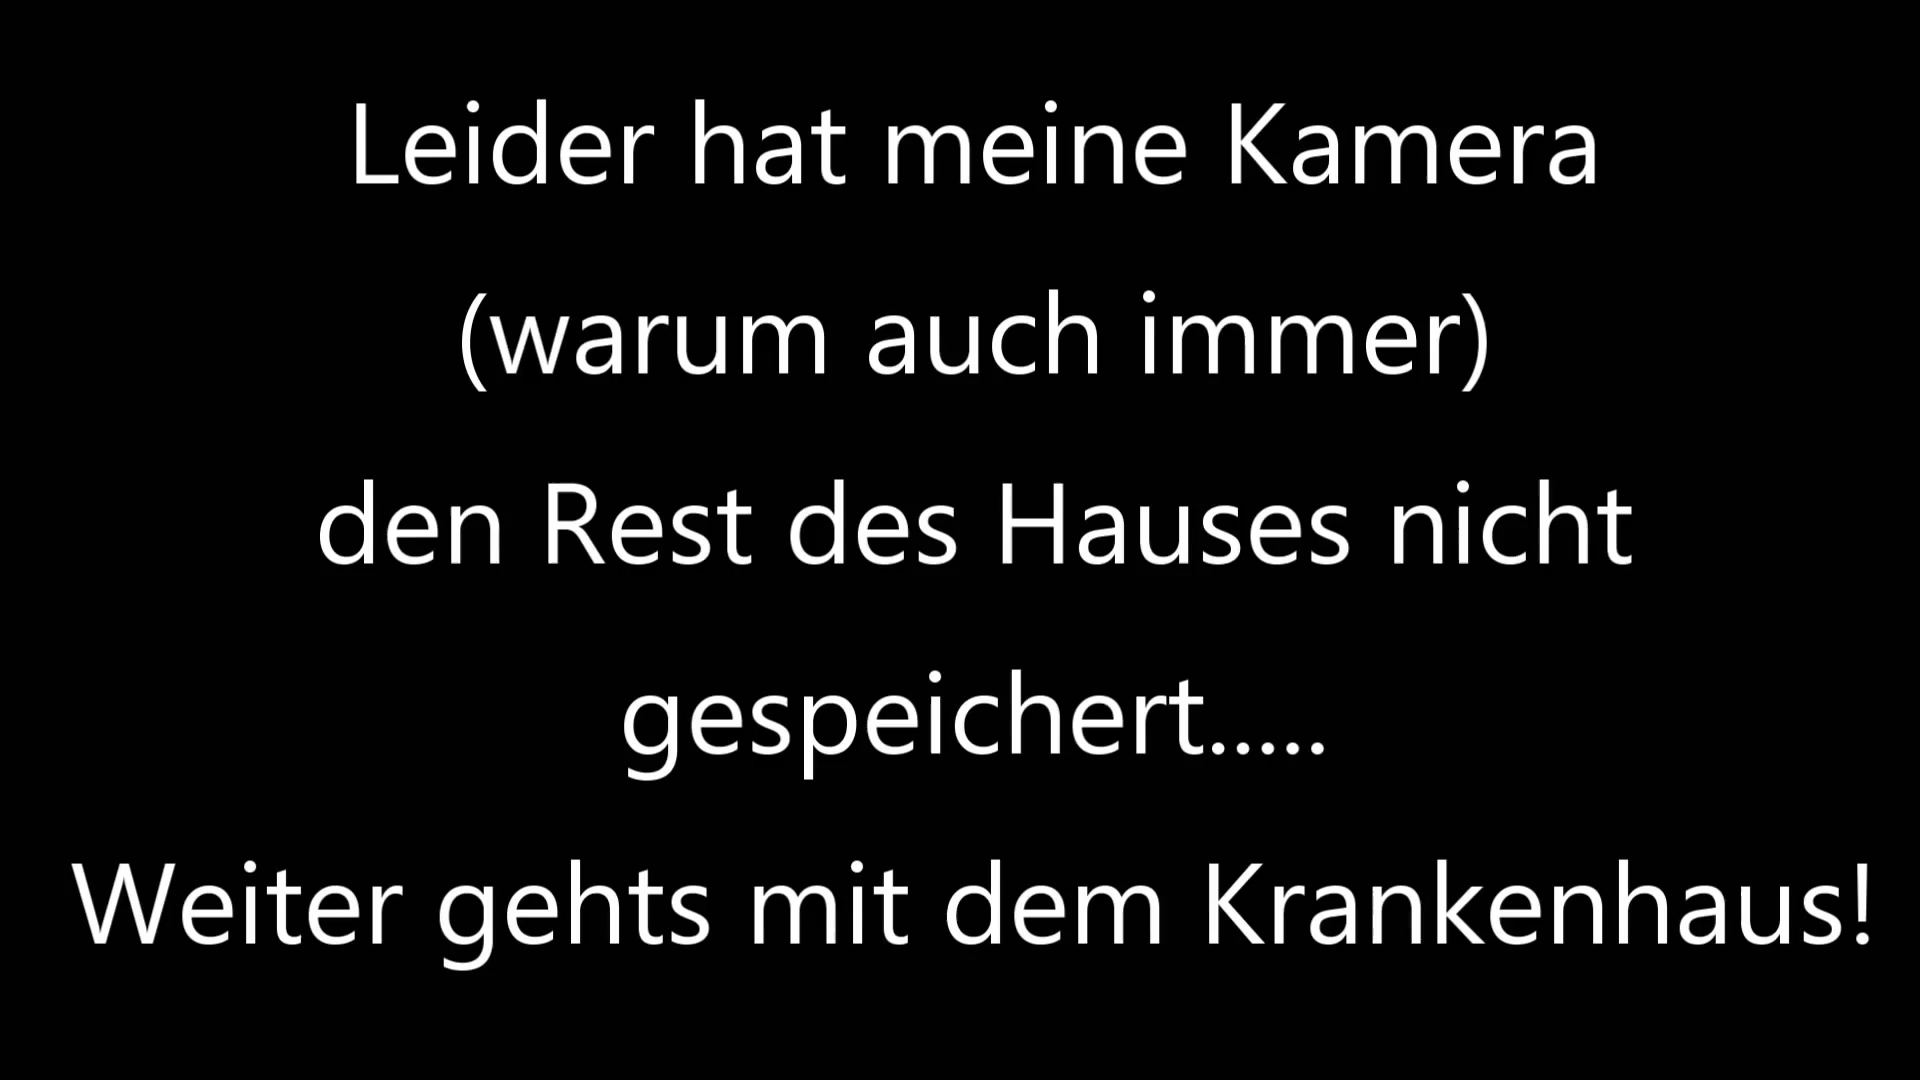 Leider hat meine Kamera
(warum auch immer)
den Rest des Hauses nicht
gespeichert.....
Weiter gehts mit dem Krankenhaus!